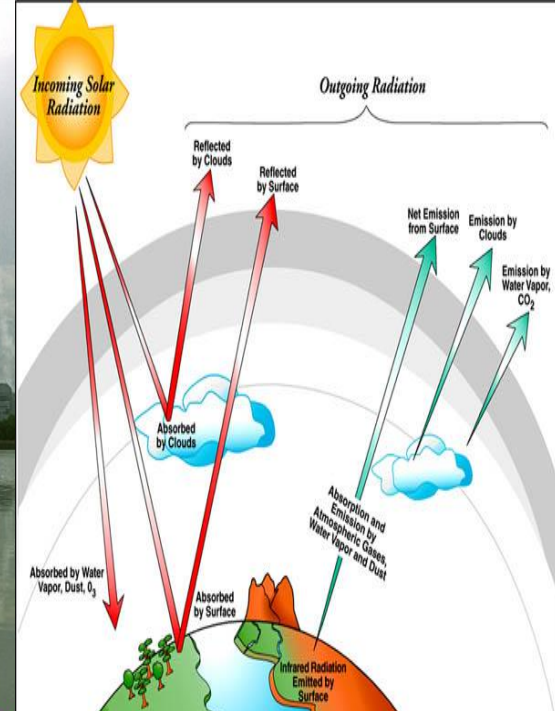 Incoming Solar
Radiation
Outgoing Radiation
Reflected
by Clouds
Reflected
by Surface
Net Emission
from Surface
Emission by
Clouds
Emission by
Water Vapor,
CO2
Absorbed
by Clouds
Absorption and
Emission by
Atmospheric Gases,
Water Vapor and Dust
Absorbed by Water
Vapor, Dust, 03
Absorbed
by Surface
Infrared Radiation
Emitted by
Surface